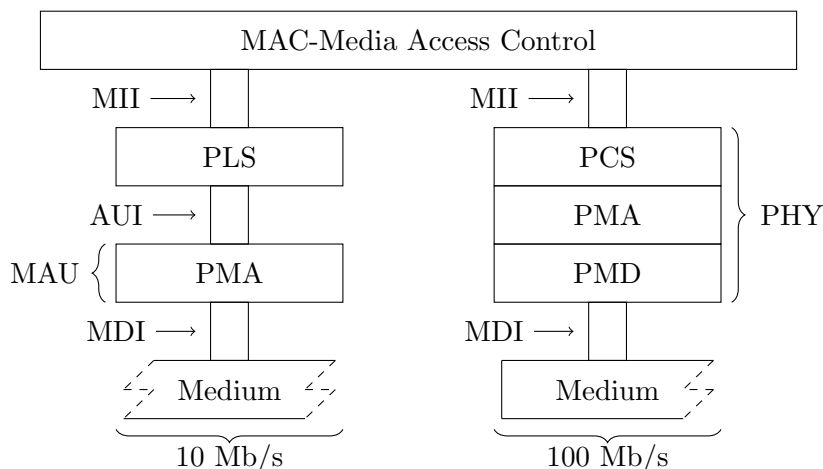 MAC-Media Access Control
MII
MII
PLS
PCS
AUI
PMA
PHY
MAU
PMA
PMD
MDI
MDI
Medium
Medium
10 Mb/s
100 Mb/s